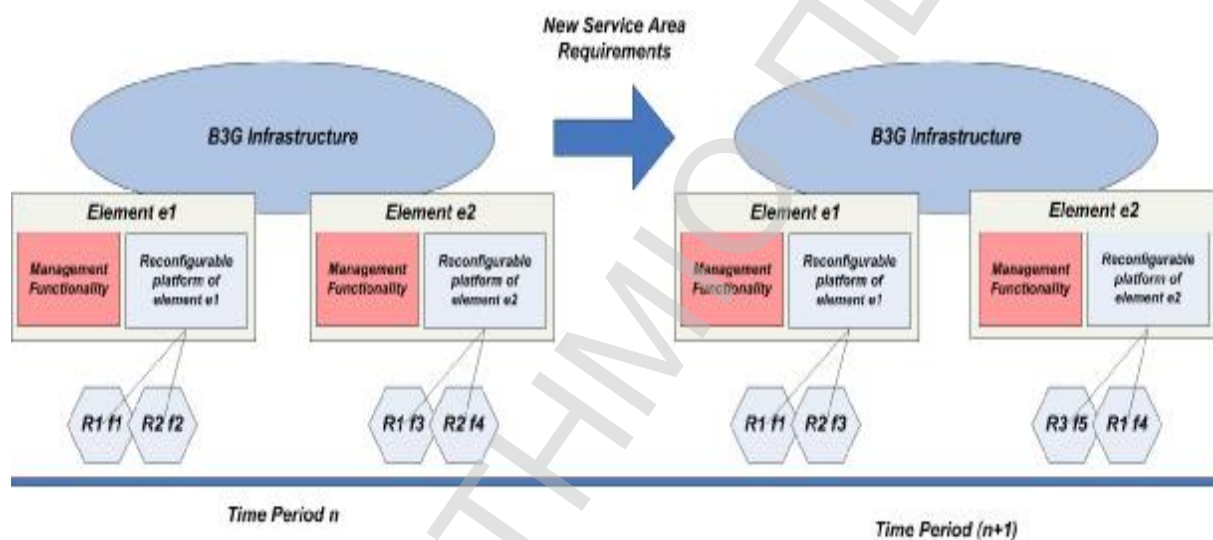 New Service Area
Requirements
B3G Infrastructure
B3G Infrastructure
Element e1
Management
Functionality
Reconfigurable
platform of
element e1
Element e2
Management
Functionality
Reconfigurable
platform of
element e2
Element e1
Management
Functionality
Reconfigurable
platform of
element e1
Element e2
Management
Functionality
Reconfigurable
platform of
element e2
R1 f1
R2 f2
R1 f3
R2 f4
R1 f1
R2 f3
R3 f5
R1 f4
Time Period n
Time Period (n+1)